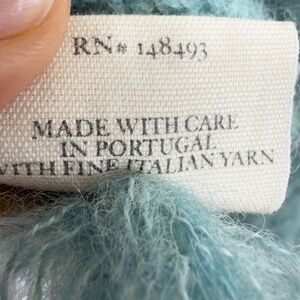 RN# 148493
MADE WITH CARE
IN PORTUGAL
WITH FINE ITALIAN YARN